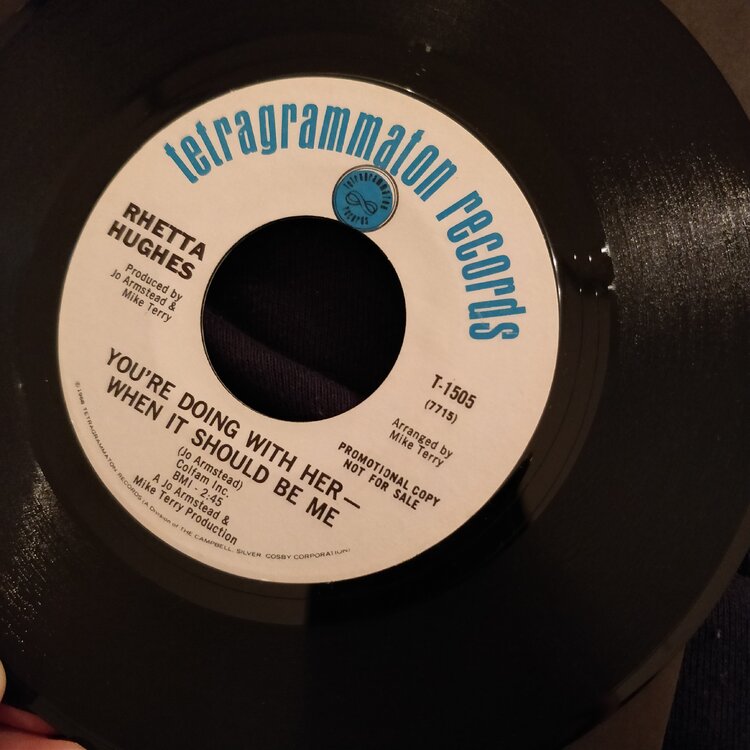 tetragrammaton records
tetragrammaton
records
RHETTA
HUGHES
Produced by
Jo Armstead &
Mike Terry
T-1505
(7715)
Arranged by
Mike Terry
YOU'RE DOING WITH HER—
WHEN IT SHOULD BE ME
(Jo Armstead)
Colfam Inc.
BMI - 2:45
A Jo Armstead &
Mike Terry Production
PROMOTIONAL COPY
NOT FOR SALE
℗ 1968 TETRAGRAMMATON RECORDS (A Division of THE CAMPBELL, SILVER, COSBY CORPORATION)